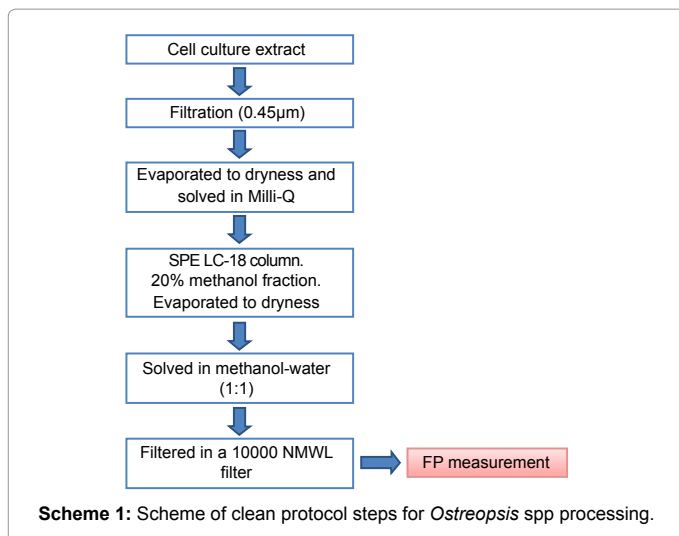 Cell culture extract
Filtration (0.45µm)
Evaporated to dryness and
solved in Milli-Q
SPE LC-18 column.
20% methanol fraction.
Evaporated to dryness
Solved in methanol-water
(1:1)
Filtered in a 10000 NMWL
filter
FP measurement
Scheme 1: Scheme of clean protocol steps for Ostreopsis spp processing.